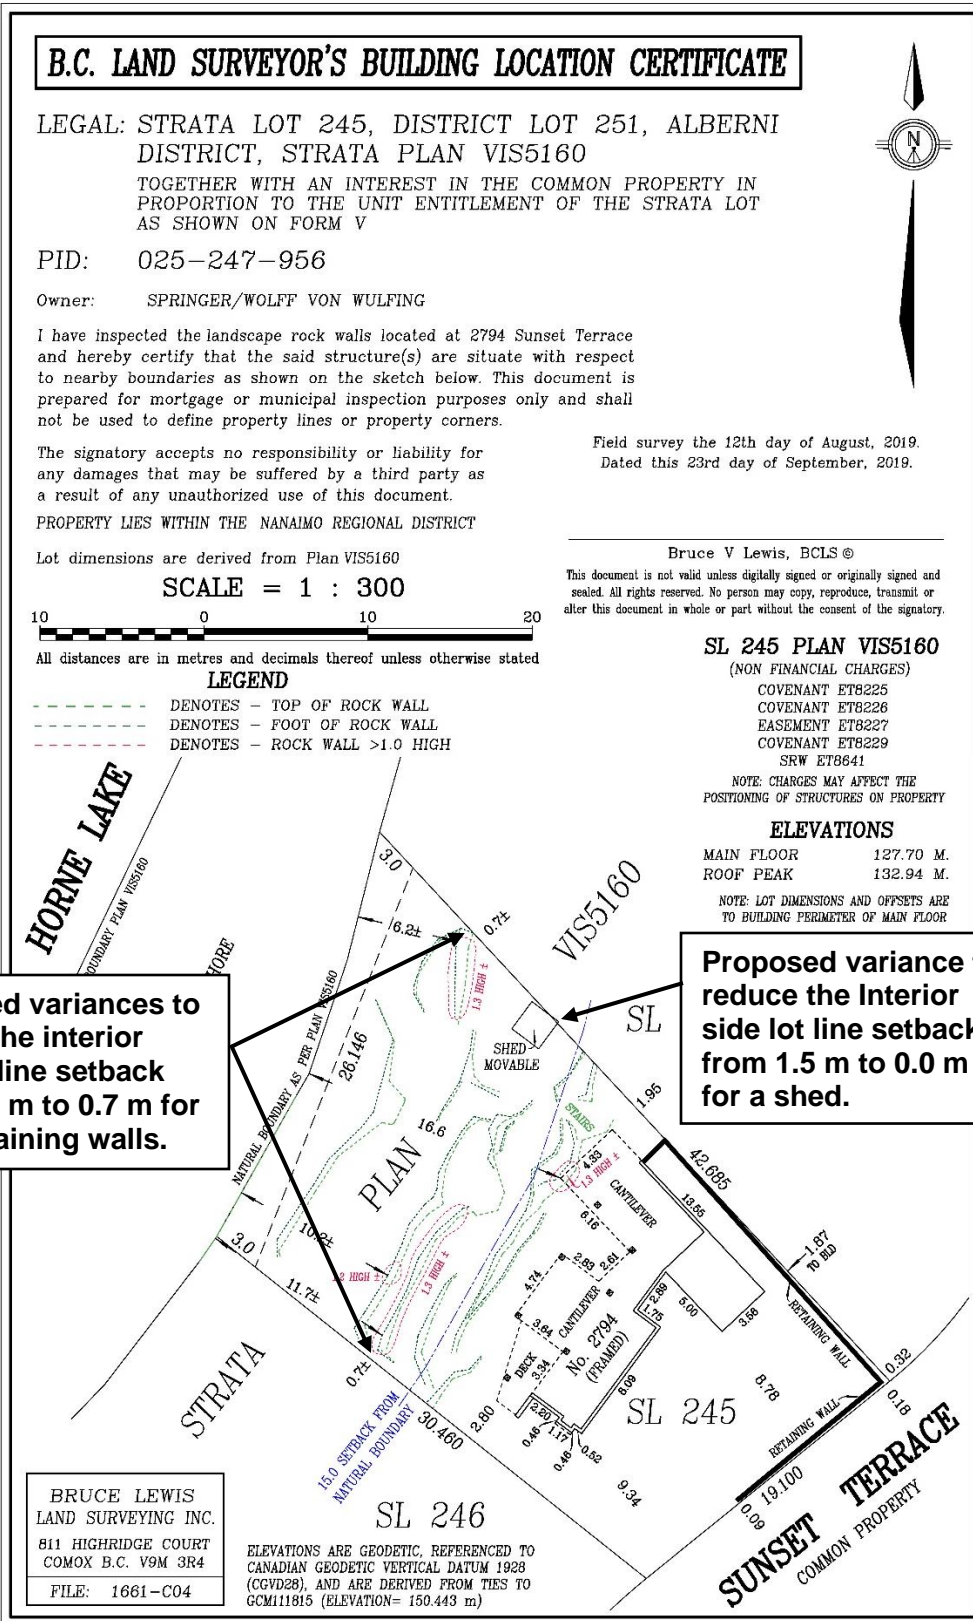 B.C. LAND SURVEYOR'S BUILDING LOCATION CERTIFICATE
LEGAL: STRATA LOT 245, DISTRICT LOT 251, ALBERNI
DISTRICT, STRATA PLAN VIS5160
TOGETHER WITH AN INTEREST IN THE COMMON PROPERTY IN
PROPORTION TO THE UNIT ENTITLEMENT OF THE STRATA LOT
AS SHOWN ON FORM V
N
PID: 025-247-956
Owner: SPRINGER/WOLFF VON WULFING
I have inspected the landscape rock walls located at 2794 Sunset Terrace
and hereby certify that the said structure(s) are situate with respect
to nearby boundaries as shown on the sketch below. This document is
prepared for mortgage or municipal inspection purposes only and shall
not be used to define property lines or property corners.
The signatory accepts no responsibility or liability for
any damages that may be suffered by a third party as
a result of any unauthorized use of this document.
Field survey the 12th day of August, 2019.
Dated this 23rd day of September, 2019.
PROPERTY LIES WITHIN THE NANAIMO REGIONAL DISTRICT
Lot dimensions are derived from Plan VIS5160
Bruce V Lewis, BCLS ©
This document is not valid unless digitally signed or originally signed and
sealed. All rights reserved. No person may copy, reproduce, transmit or
alter this document in whole or part without the consent of the signatory.
SCALE = 1 : 300
10 0 10 20
All distances are in metres and decimals thereof unless otherwise stated
LEGEND
DENOTES - TOP OF ROCK WALL
DENOTES - FOOT OF ROCK WALL
DENOTES - ROCK WALL >1.0 HIGH
SL 245 PLAN VIS5160
(NON FINANCIAL CHARGES)
COVENANT ET8225
COVENANT ET8226
EASEMENT ET8227
COVENANT ET8229
SRW ET8641
NOTE: CHARGES MAY AFFECT THE
POSITIONING OF STRUCTURES ON PROPERTY
ELEVATIONS
MAIN FLOOR 127.70 M.
ROOF PEAK 132.94 M.
NOTE: LOT DIMENSIONS AND OFFSETS ARE
TO BUILDING PERIMETER OF MAIN FLOOR
HORNE LAKE
BOUNDARY PLAN VIS5160
HORE
3.0
6.2±
0.7±
VIS5160
1.3 HIGH ±
ed variances to
he interior
line setback
m to 0.7 m for
aining walls.
Proposed variance
reduce the Interior
side lot line setback
from 1.5 m to 0.0 m
for a shed.
SL
SHED
MOVABLE
NATURAL BOUNDARY AS PER PLAN VIS5160
26.146
16.6
PLAN
STAIRS
1.95
4.33
1.3 HIGH ±
CANTILEVER
6.16
42.685
13.55
1.87
TO BLD
10.2±
3.0
11.7±
1.2 HIGH ±
1.3 HIGH ±
4.74
2.83
2.61
CANTILEVER
3.64
DECK
3.34
No. 2794
(FRAMED)
2.89
1.75
5.00
3.58
RETAINING WALL
6.09
8.78
0.32
0.18
STRATA
0.7±
15.0 SETBACK FROM
NATURAL BOUNDARY
30.460
2.80
2.20
1.17
0.46
0.48
0.52
SL 245
RETAINING WALL
9.34
19.100
0.09
SUNSET TERRACE
COMMON PROPERTY
SL 246
BRUCE LEWIS
LAND SURVEYING INC.
811 HIGHRIDGE COURT
COMOX B.C. V9M 3R4
FILE: 1661-C04
ELEVATIONS ARE GEODETIC, REFERENCED TO
CANADIAN GEODETIC VERTICAL DATUM 1928
(CGVD28), AND ARE DERIVED FROM TIES TO
GCM111815 (ELEVATION= 150.443 m)